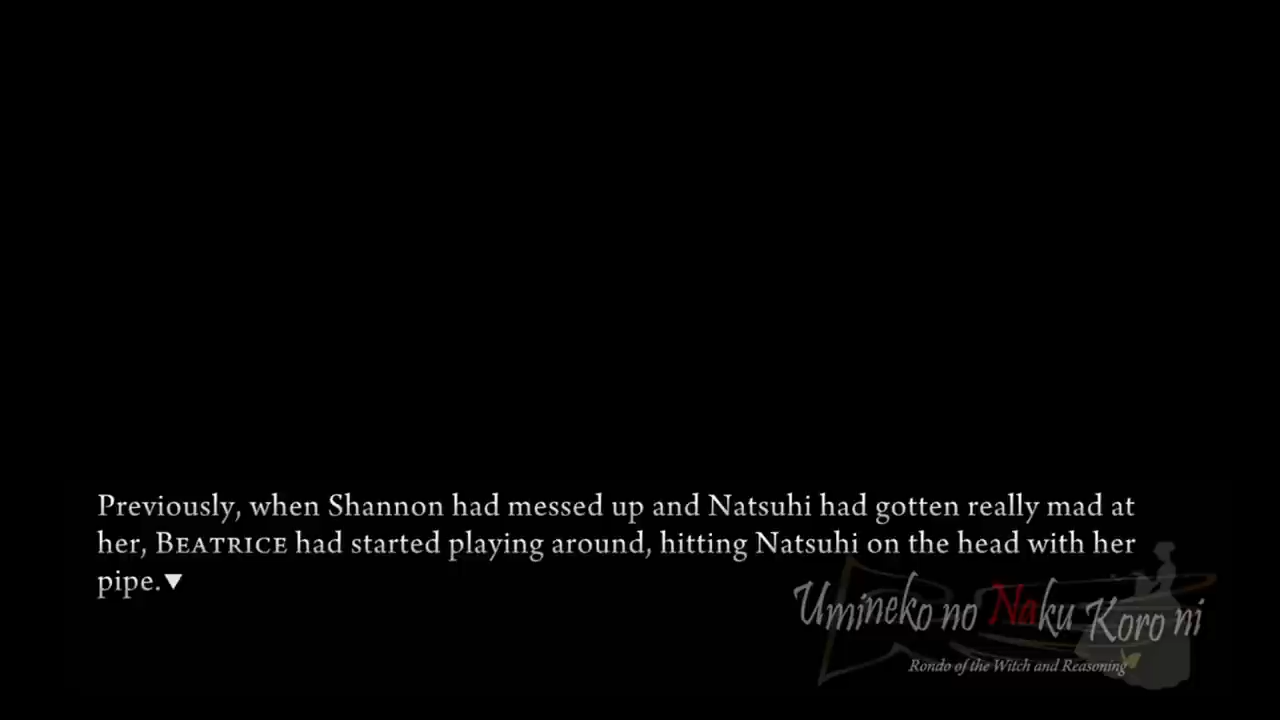 Previously, when Shannon had messed up and Natsuhi had gotten really mad at
her, BEATRICE had started playing around, hitting Natsuhi on the head with her
pipe.▼
Umineko no Naku Koro ni
Rondo of the Witch and Reasoning